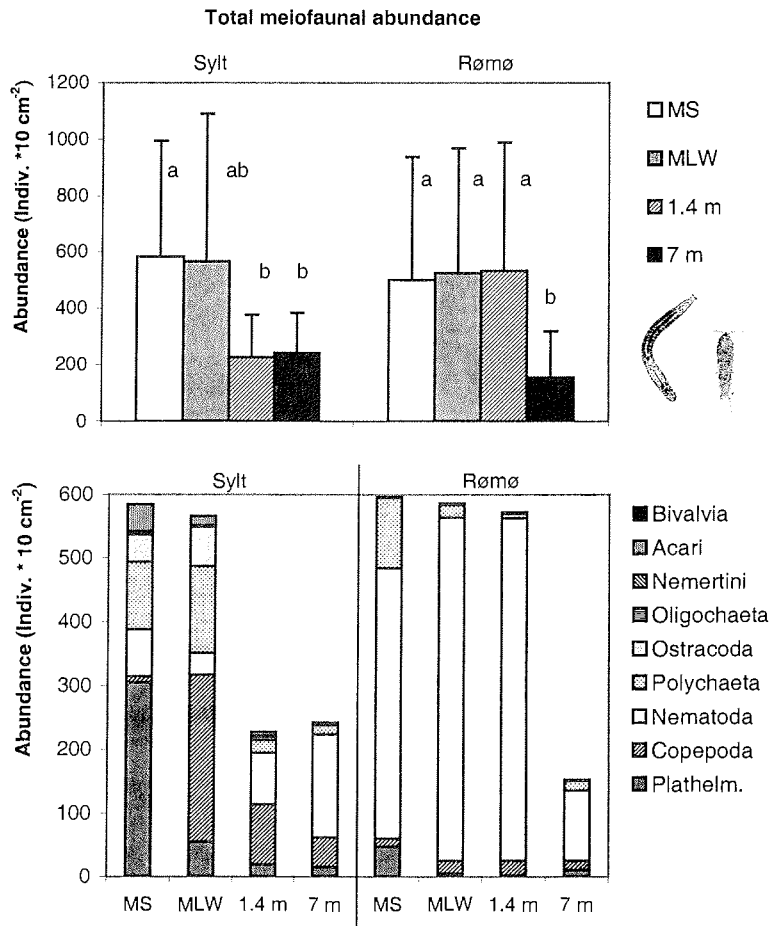 Total meiofaunal abundance
Sylt
Rømø
Abundance (Indiv. *10 cm-2)
1200
1000
800
600
400
200
0
a
ab
b
b
a
a
a
b
MS
MLW
1.4 m
7 m
Sylt
Rømø
Abundance (Indiv. * 10 cm-2)
600
500
400
300
200
100
0
MS
MLW
1.4 m
7 m
MS
MLW
1.4 m
7 m
Bivalvia
Acari
Nemertini
Oligochaeta
Ostracoda
Polychaeta
Nematoda
Copepoda
Plathelm.